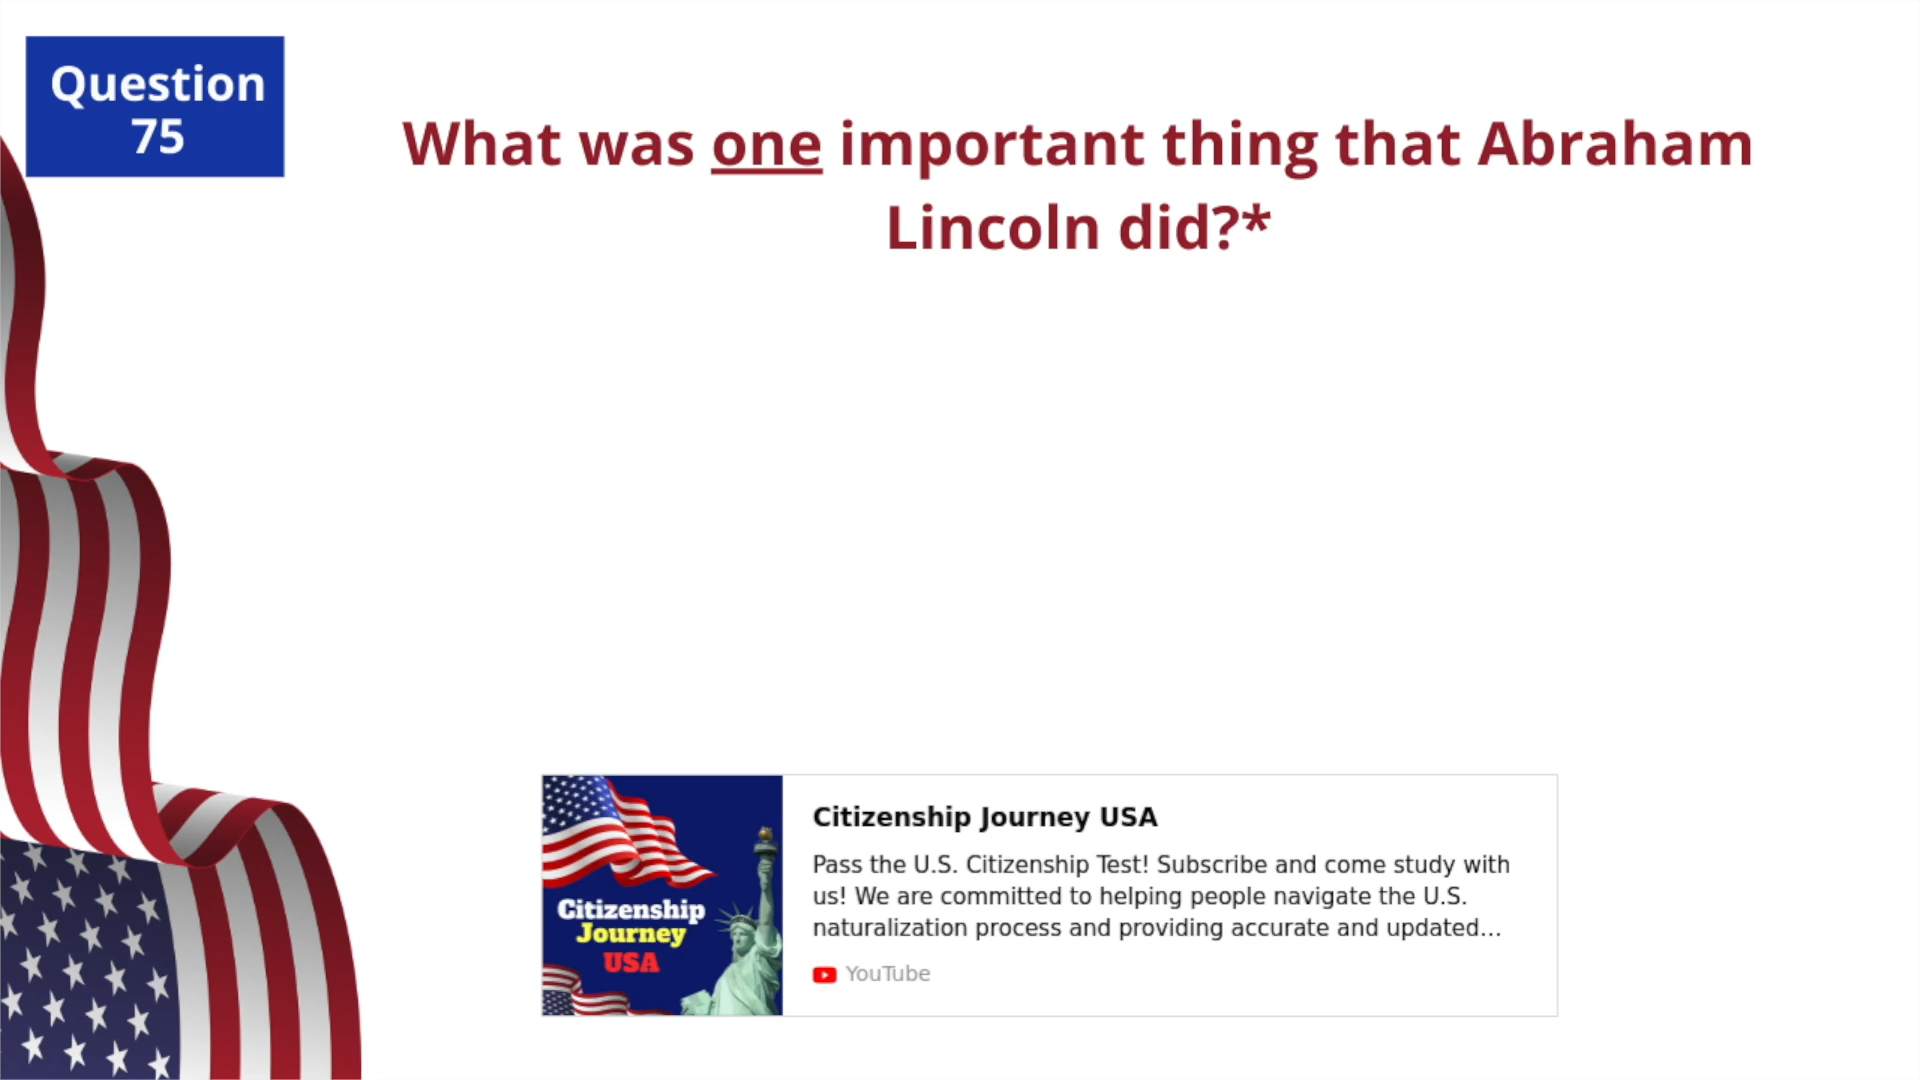 Question
75
What was one important thing that Abraham
Lincoln did?*
Citizenship
Journey
USA
Citizenship Journey USA
Pass the U.S. Citizenship Test! Subscribe and come study with
us! We are committed to helping people navigate the U.S.
naturalization process and providing accurate and updated...
YouTube